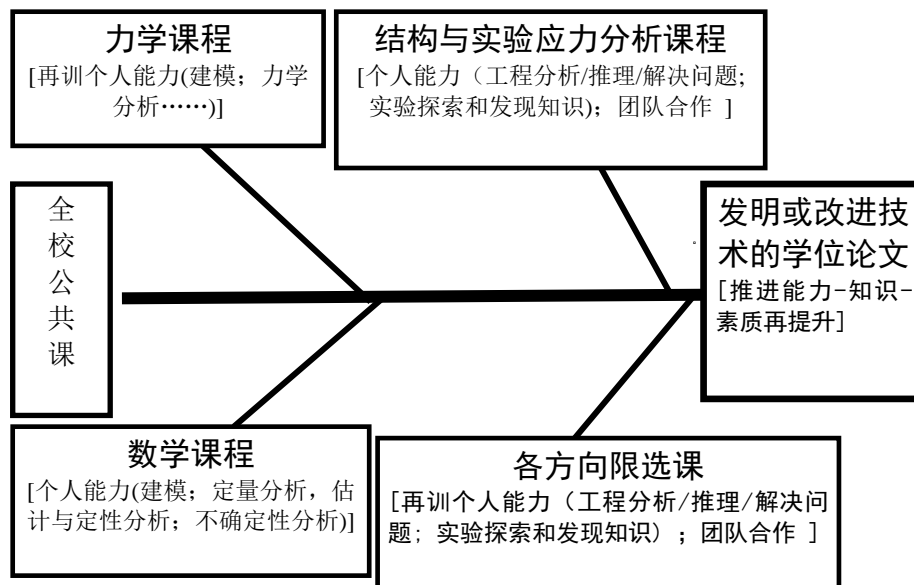 力学课程
[再训个人能力(建模；力学
分析……)]
结构与实验应力分析课程
[个人能力（工程分析/推理/解决问题;
实验探索和发现知识)；团队合作 ]
全
校
公
共
课
发明或改进技
术的学位论文
[推进能力-知识-
素质再提升]
数学课程
[个人能力(建模；定量分析，估
计与定性分析；不确定性分析)]
各方向限选课
[再训个人能力（工程分析/推理/解决问
题; 实验探索和发现知识）；团队合作 ]